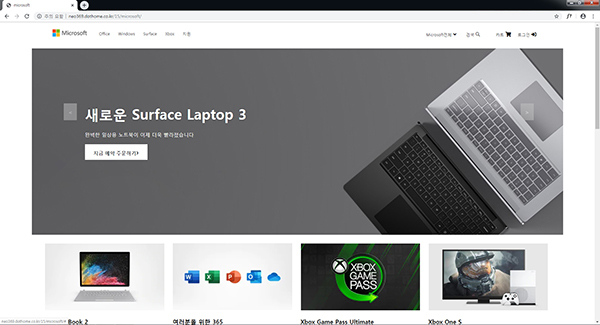 주의 요함 | neo369.dothome.co.kr/15/microsoft/
Microsoft Office Windows Surface Xbox 지원 Microsoft전체 검색 카트 로그인
새로운 Surface Laptop 3
완벽한 일상용 노트북이 이제 더욱 빨라졌습니다
지금 예약 주문하기
XBOX
GAME
PASS
Book 2 여러분을 위한 365 Xbox Game Pass Ultimate Xbox One S
neo369.dothome.co.kr/15/microsoft/#